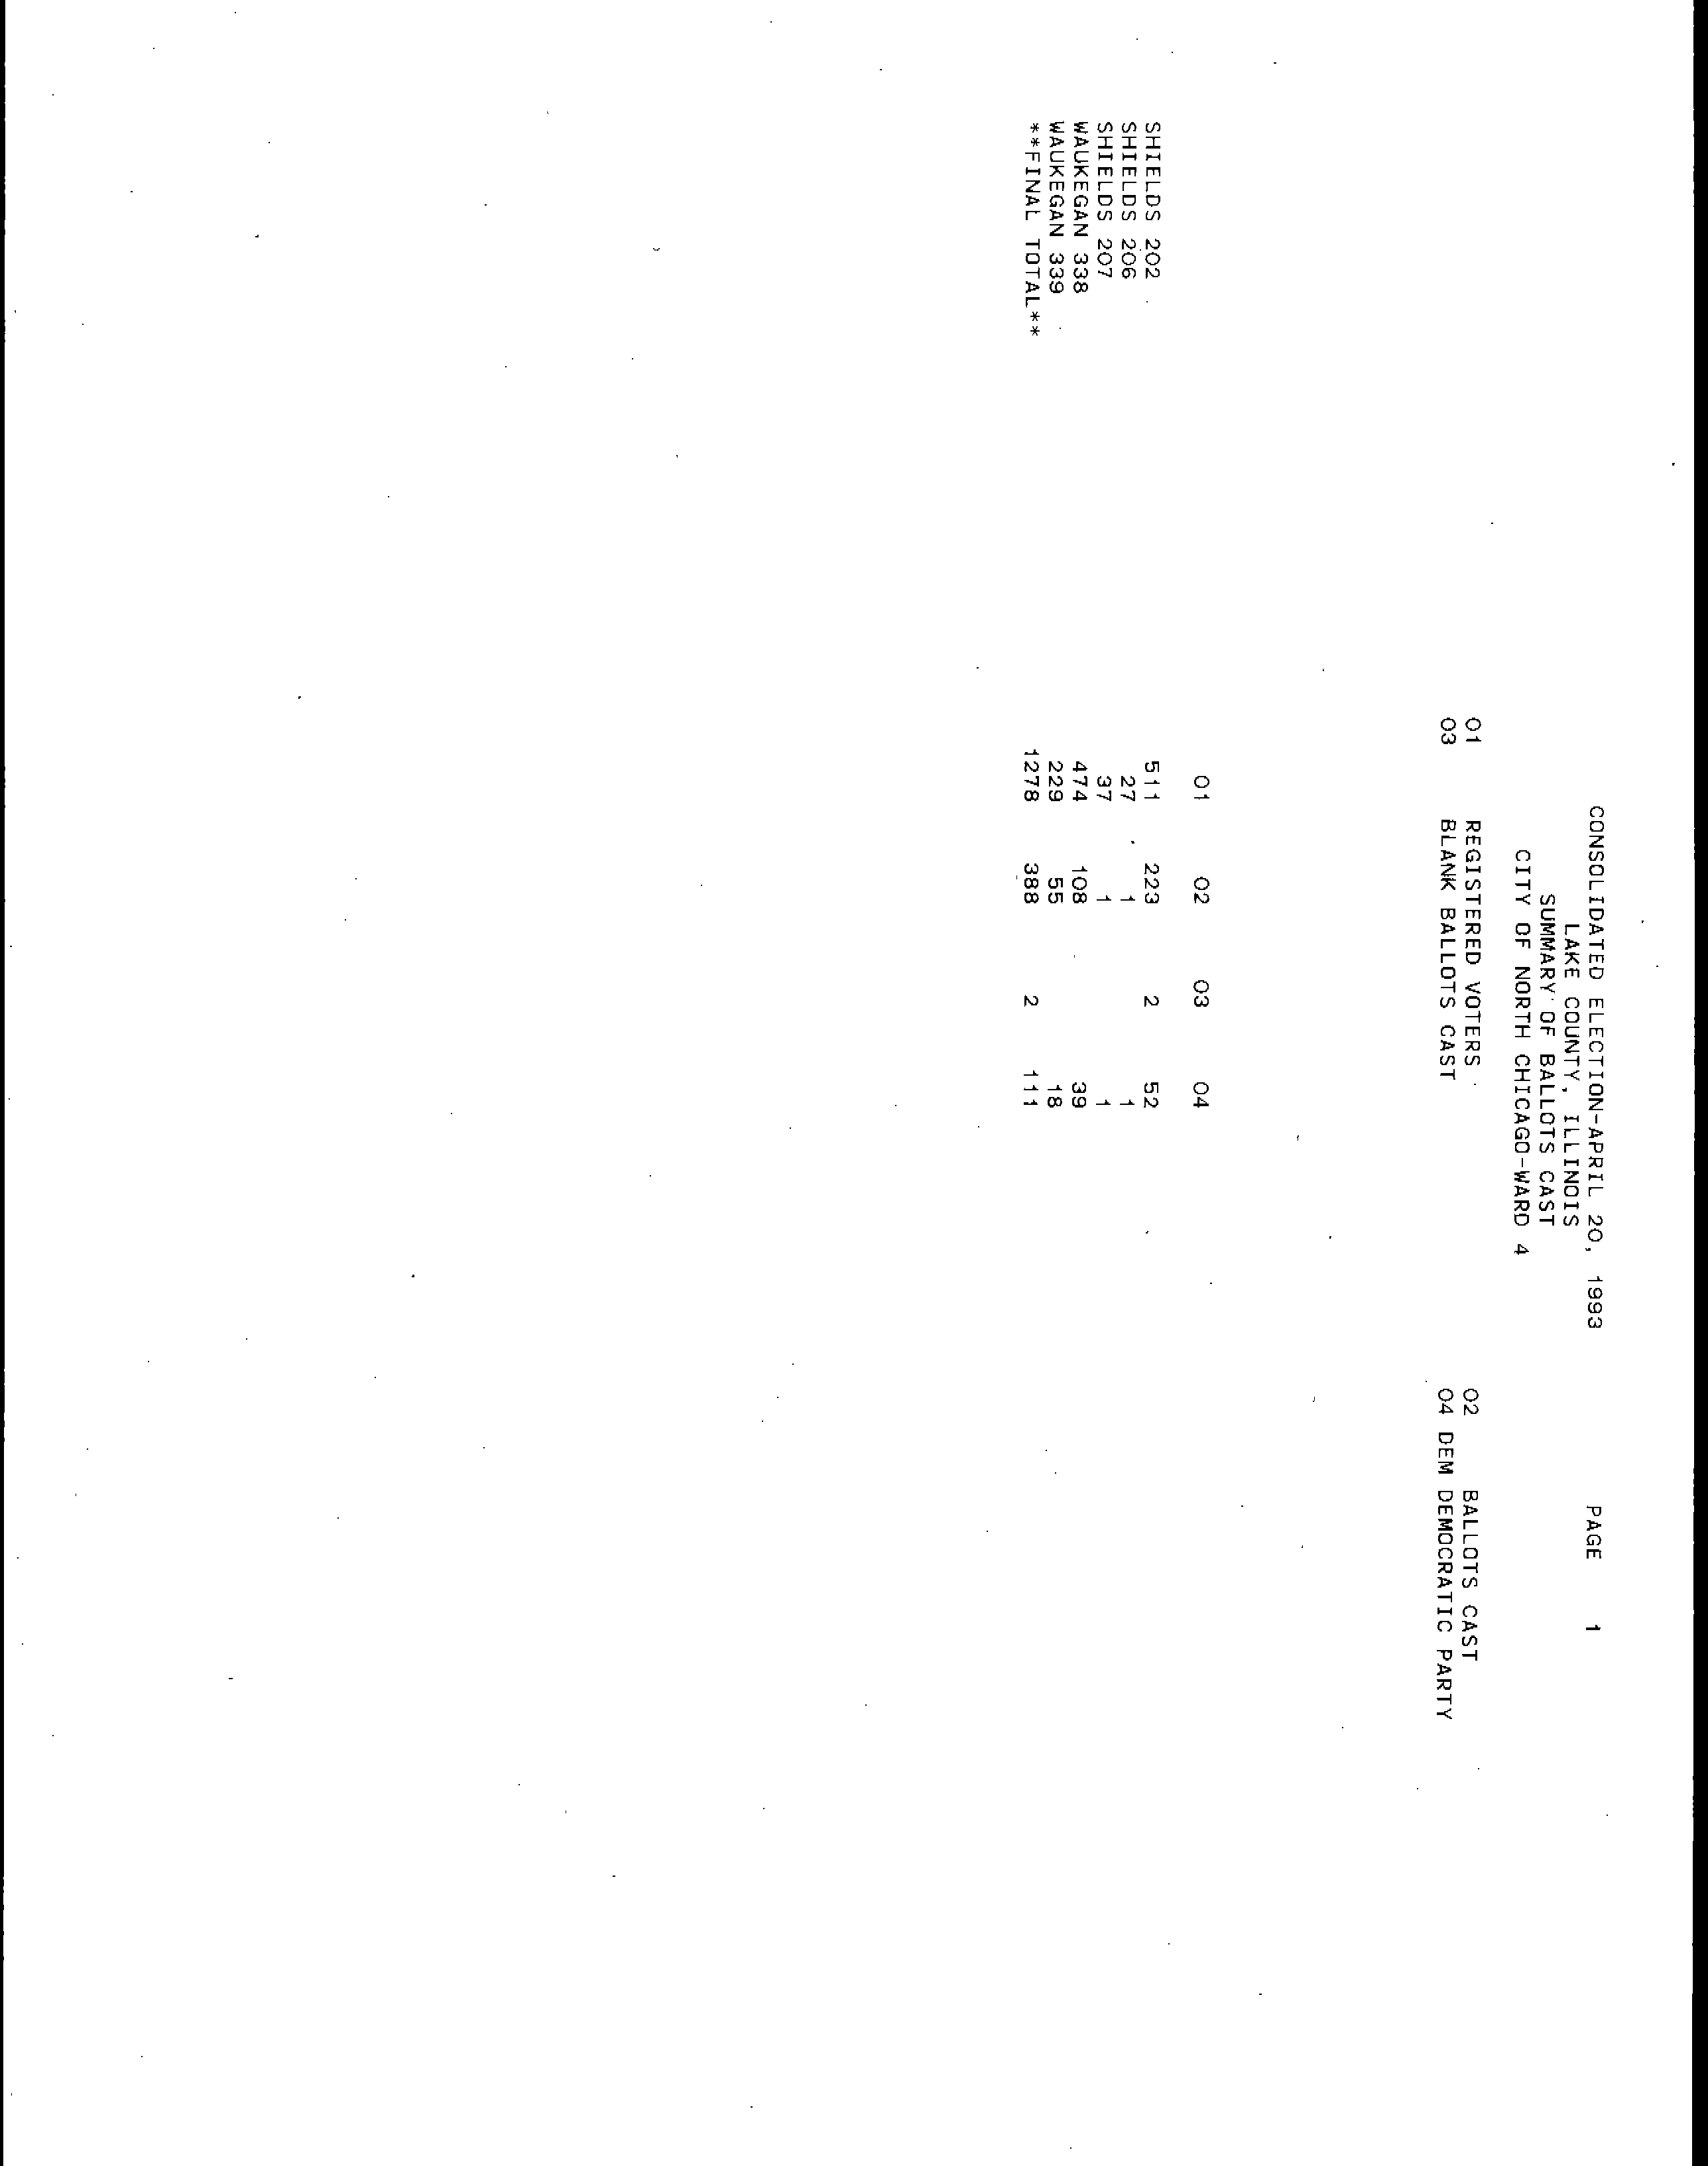 CONSOLIDATED ELECTION-APRIL 20, 1993 PAGE 1
LAKE COUNTY, ILLINOIS
SUMMARY OF BALLOTS CAST
CITY OF NORTH CHICAGO-WARD 4
01 REGISTERED VOTERS 02 BALLOTS CAST
03 BLANK BALLOTS CAST 04 DEM DEMOCRATIC PARTY
01 02 03 04
SHIELDS 202 511 223 2 52
SHIELDS 206 27 1 1
SHIELDS 207 37 1 1
WAUKEGAN 338 474 108 39
WAUKEGAN 339 229 55 18
**FINAL TOTAL** 1278 388 2 111